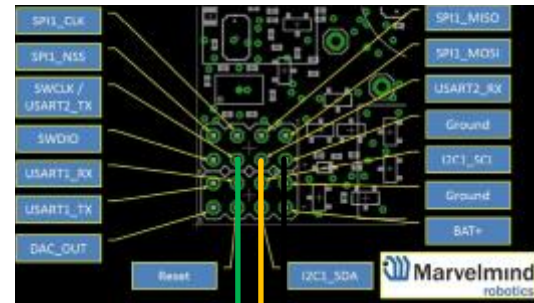 SPI1_CLK
SPI1_NSS
SWCLK /
USART2_TX
SWDIO
USART1_RX
USART1_TX
DAC_OUT
Reset
I2C1_SDA
SPI1_MISO
SPI1_MOSI
USART2_RX
Ground
I2C1_SCL
Ground
BAT+
Marvelmind
robotics